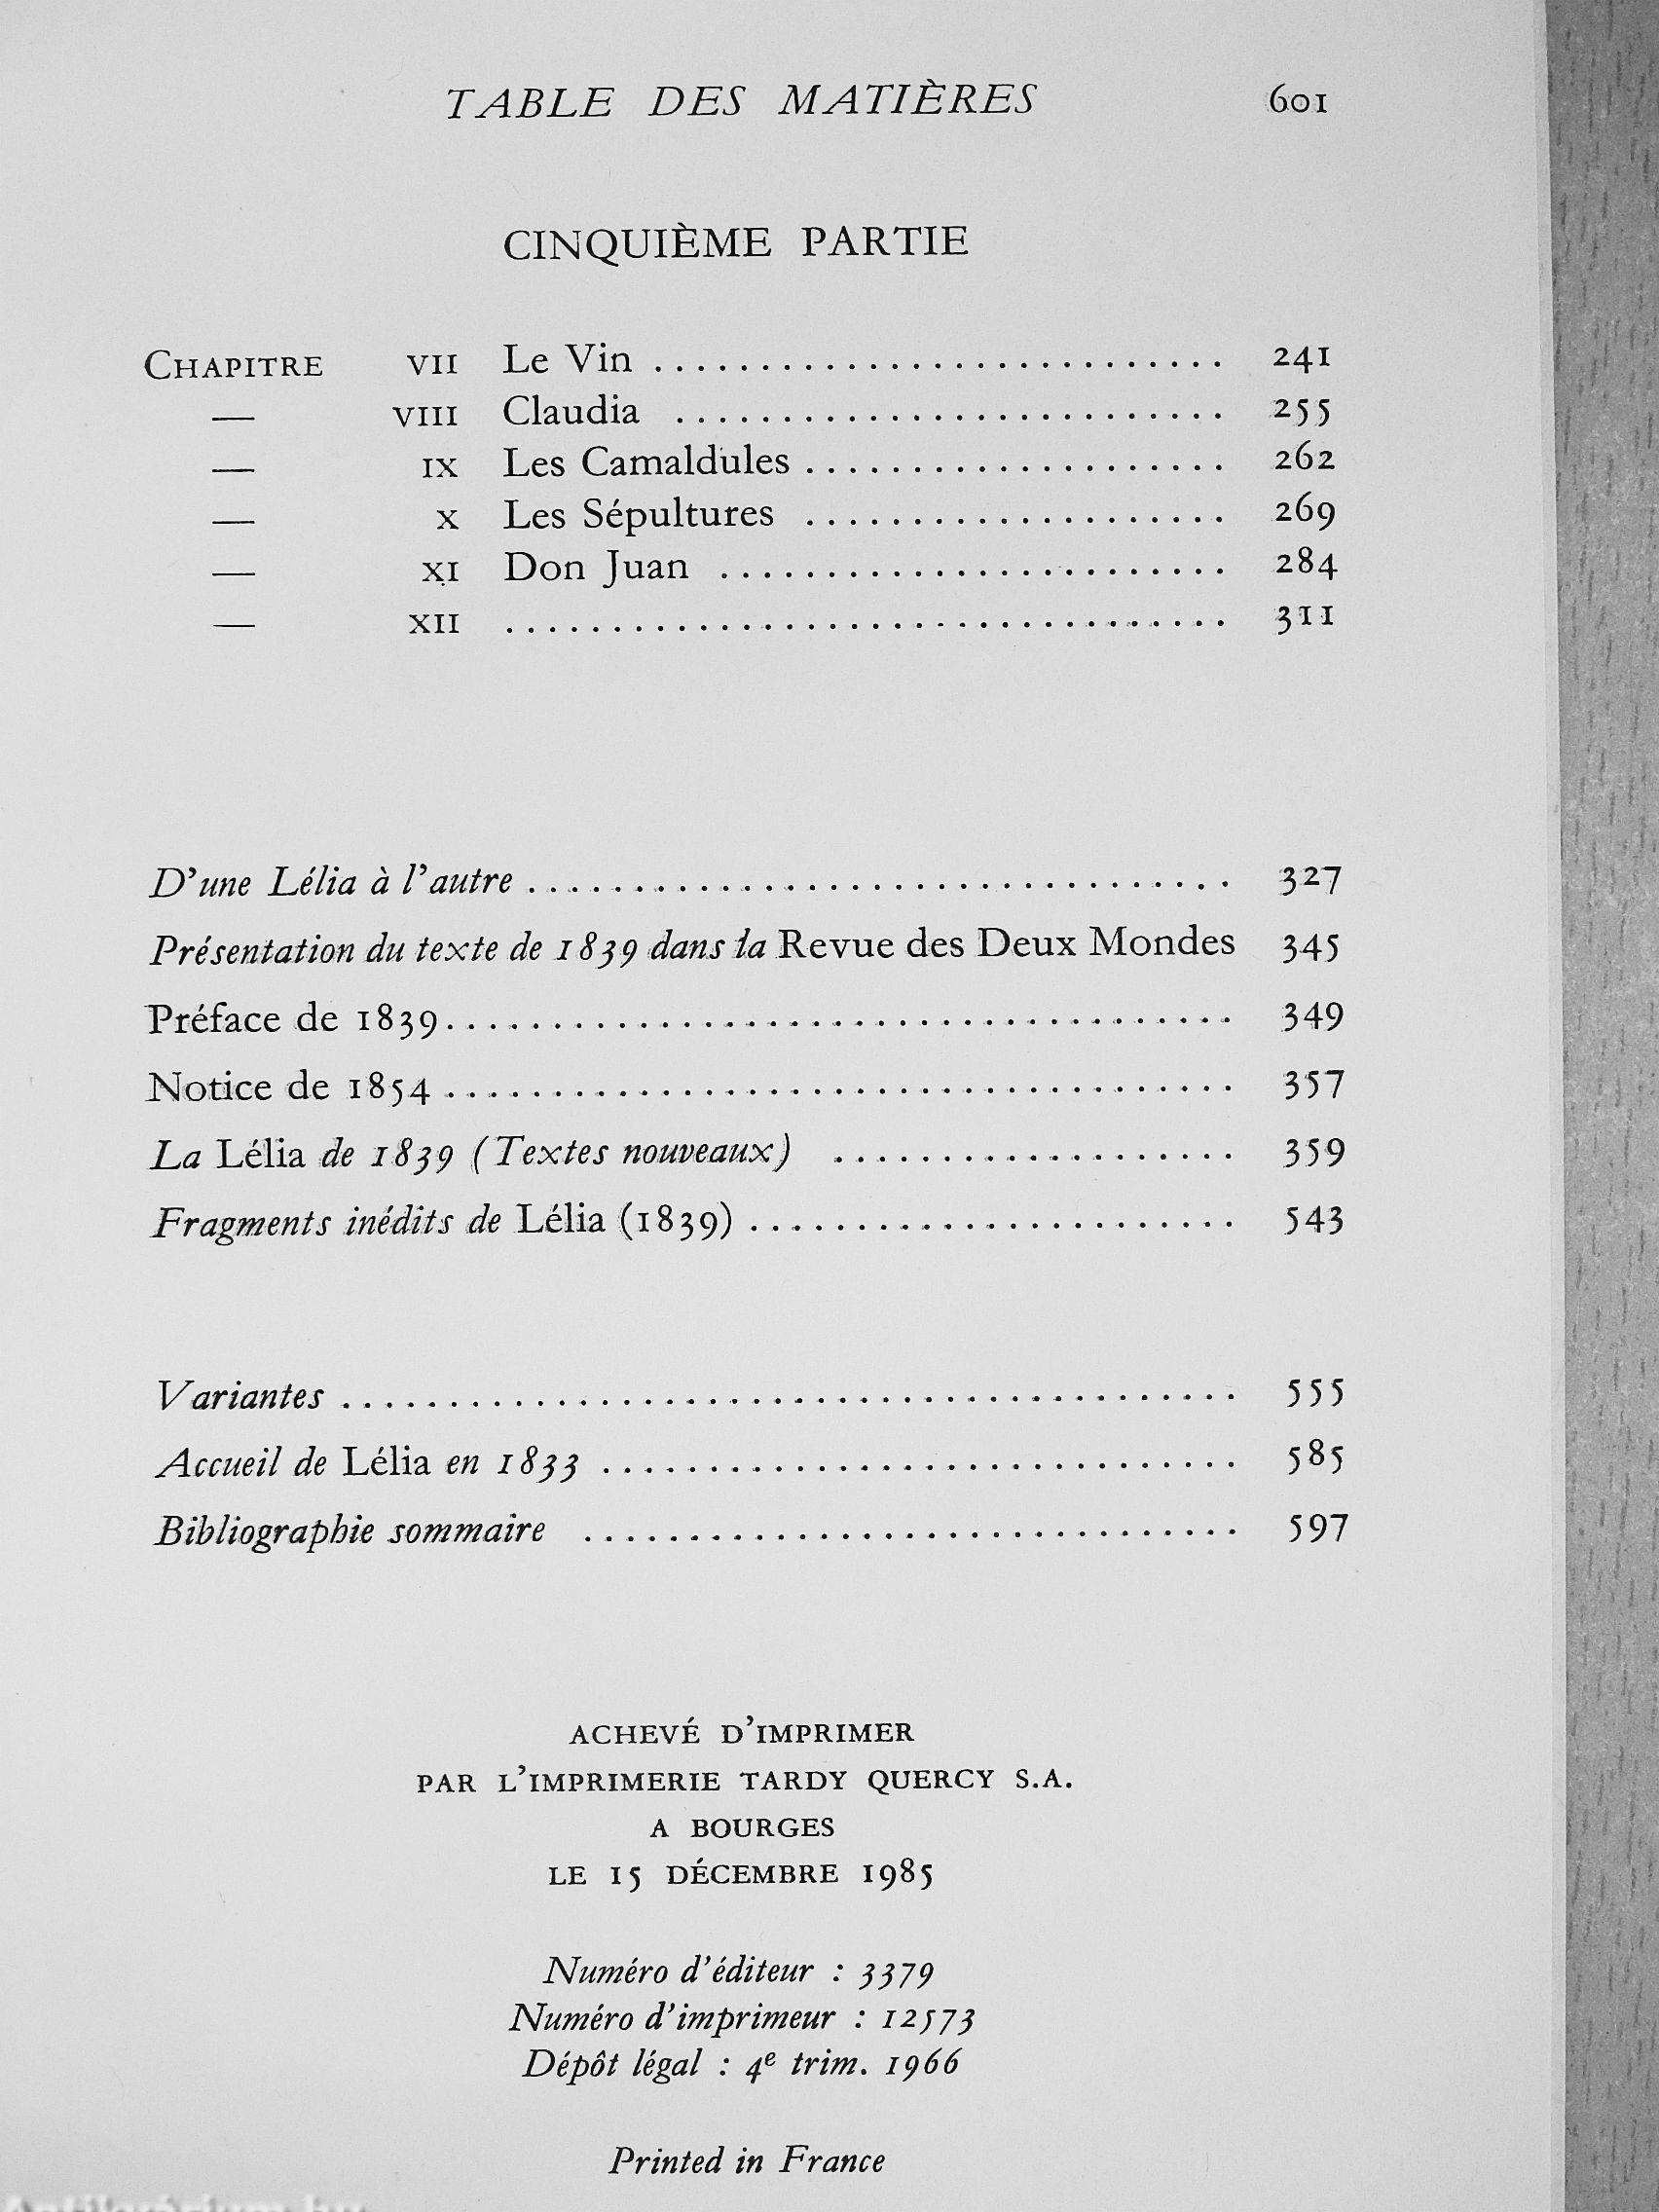 TABLE DES MATIÈRES 601
CINQUIÈME PARTIE
CHAPITRE VII Le Vin ........................... 241
— VIII Claudia .......................... 255
— IX Les Camaldules .................... 262
— X Les Sépultures .................... 269
— XI Don Juan ........................ 284
— XII .................................. 311
D'une Lélia à l'autre ................................. 327
Présentation du texte de 1839 dans la Revue des Deux Mondes 345
Préface de 1839..................................... 349
Notice de 1854..................................... 357
La Lélia de 1839 (Textes nouveaux) ................... 359
Fragments inédits de Lélia (1839) ....................... 543
Variantes .......................................... 555
Accueil de Lélia en 1833 .............................. 585
Bibliographie sommaire ............................... 597
ACHEVÉ D'IMPRIMER
PAR L'IMPRIMERIE TARDY QUERCY S.A.
A BOURGES
LE 15 DÉCEMBRE 1985
Numéro d'éditeur : 3379
Numéro d'imprimeur : 12573
Dépôt légal : 4e trim. 1966
Printed in France